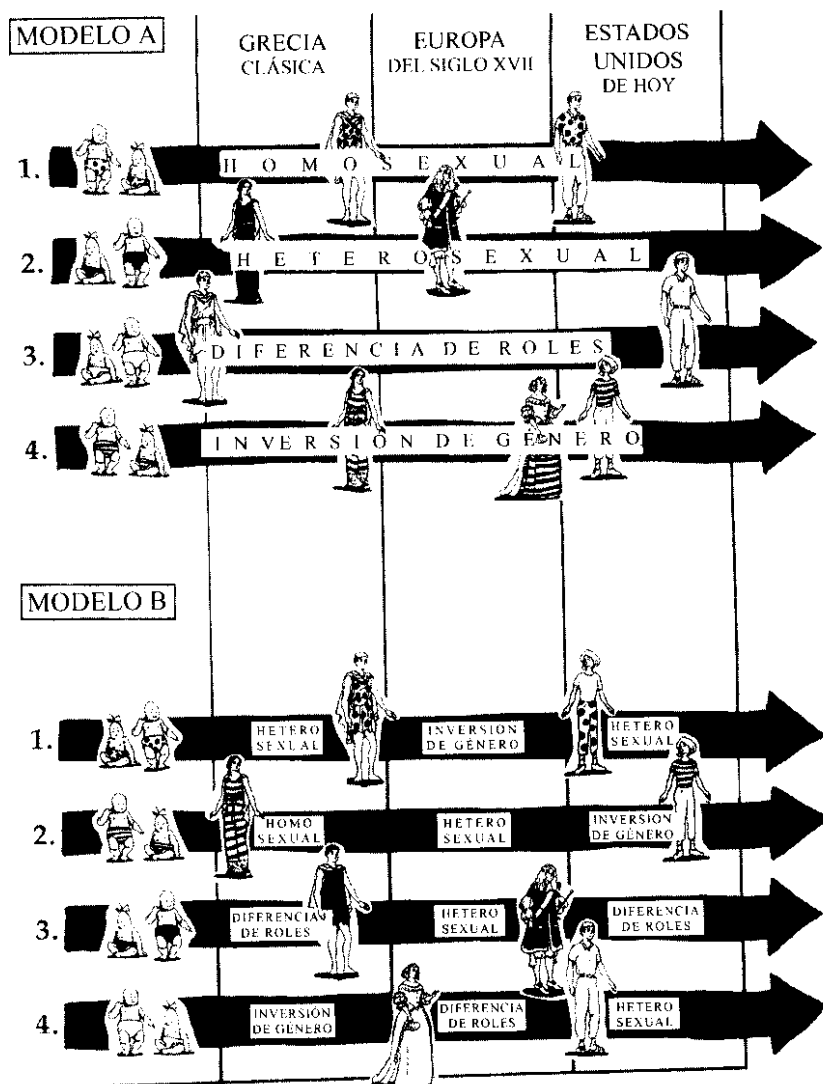 MODELO A
GRECIA
CLÁSICA
EUROPA
DEL SIGLO XVII
ESTADOS
UNIDOS
DE HOY
1.
HOMOSEXUAL
2.
HETEROSEXUAL
3.
DIFERENCIA DE ROLES
4.
INVERSIÓN DE GÉNERO
MODELO B
1.
HETERO
SEXUAL
INVERSIÓN
DE GÉNERO
HETERO
SEXUAL
2.
HOMO
SEXUAL
HETERO
SEXUAL
INVERSIÓN
DE GÉNERO
3.
DIFERENCIA
DE ROLES
HETERO
SEXUAL
DIFERENCIA
DE ROLES
4.
INVERSIÓN
DE GÉNERO
DIFERENCIA
DE ROLES
HETERO
SEXUAL